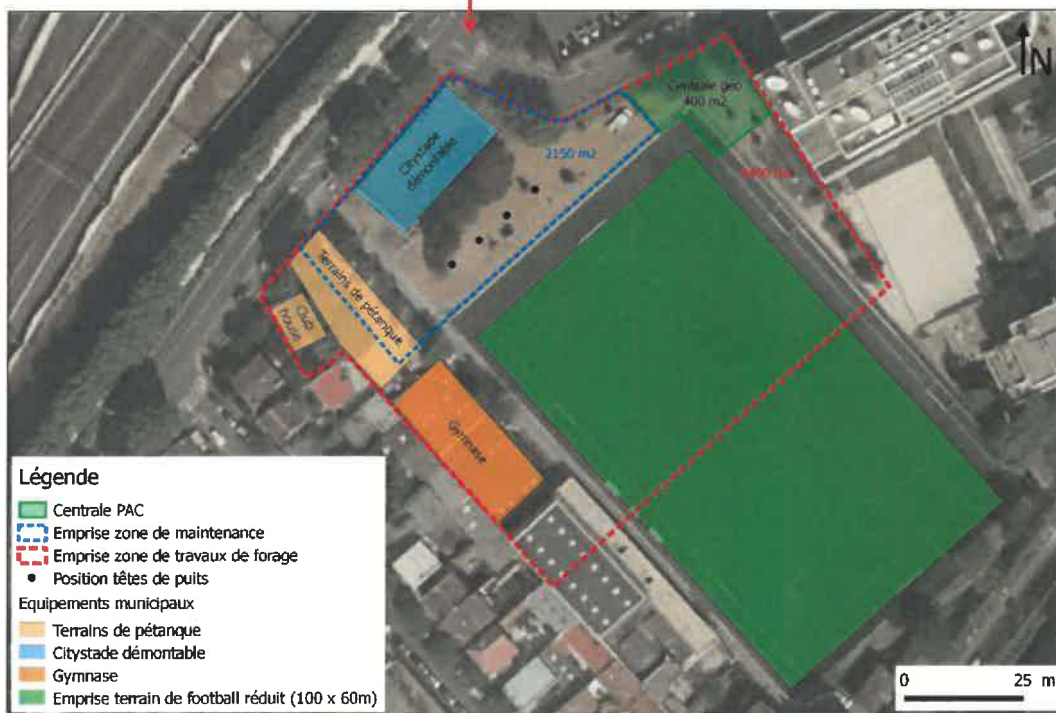 N
Centrale géo
400 m2
2150 m2
Citystade
démontable
Terrains de pétanque
Club
house
Gymnase
Légende
Centrale PAC
Emprise zone de maintenance
Emprise zone de travaux de forage
Position têtes de puits
Equipements municipaux
Terrains de pétanque
Citystade démontable
Gymnase
Emprise terrain de football réduit (100 x 60m)
0 25 m